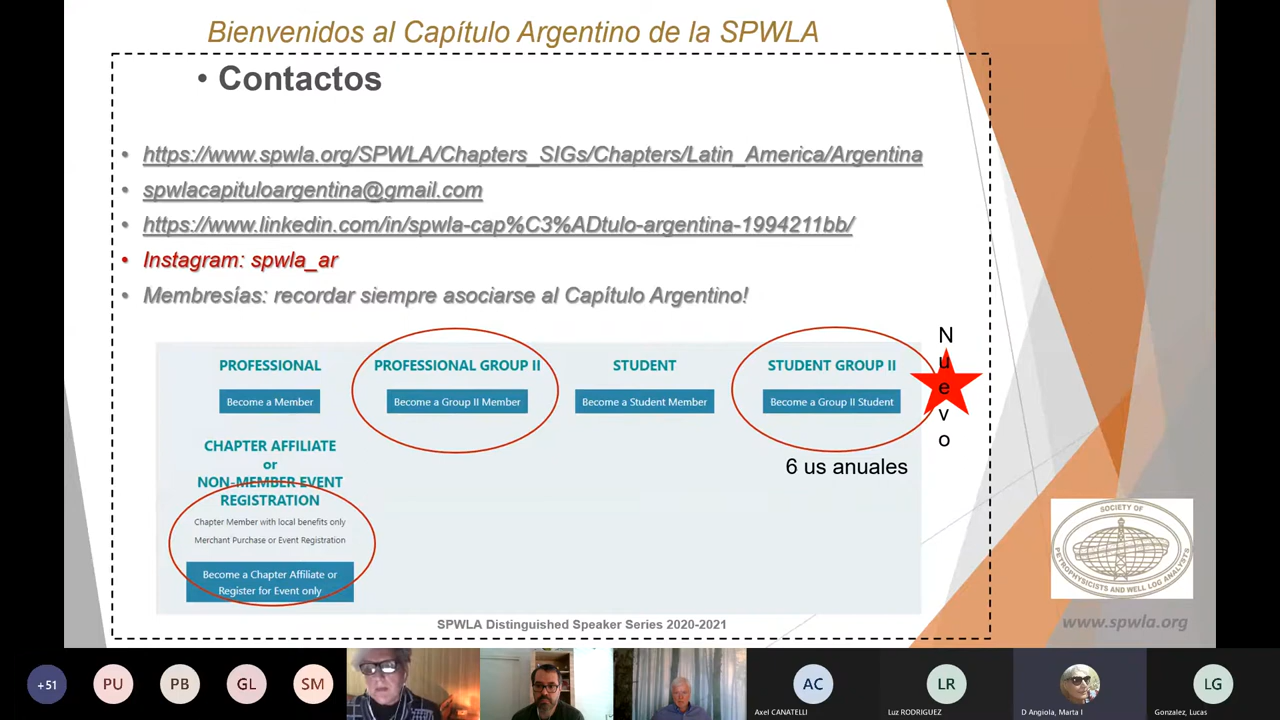 Bienvenidos al Capítulo Argentino de la SPWLA
• Contactos
• https://www.spwla.org/SPWLA/Chapters_SIGs/Chapters/Latin_America/Argentina
• spwlacapituloargentina@gmail.com
• https://www.linkedin.com/in/spwla-cap%C3%ADtulo-argentina-1994211bb/
• Instagram: spwla_ar
• Membresías: recordar siempre asociarse al Capítulo Argentino!
PROFESSIONAL
Become a Member
PROFESSIONAL GROUP II
Become a Group II Member
STUDENT
Become a Student Member
STUDENT GROUP II
Become a Group II Student
Nuevo
6 us anuales
CHAPTER AFFILIATE
or
NON-MEMBER EVENT
REGISTRATION
Chapter Member with local benefits only
Merchant Purchase or Event Registration
Become a Chapter Affiliate or
Register for Event only
SOCIETY OF
PETROPHYSICISTS AND WELL LOG ANALYSTS
SPWLA Distinguished Speaker Series 2020-2021
www.spwla.org
+51
PU
PB
GL
SM
AC
Axel CANATELLI
LR
Luz RODRIGUEZ
D Angiola, Marta I
LG
Gonzalez, Lucas